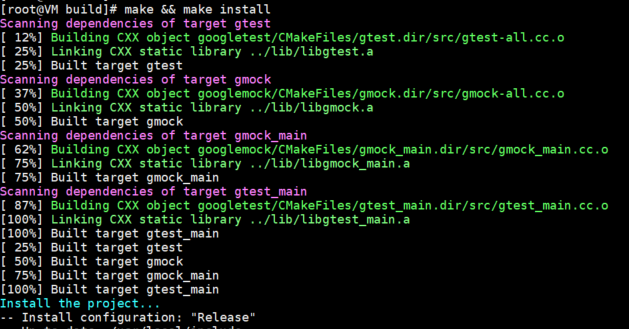 [root@VM build]# make && make install
Scanning dependencies of target gtest
[ 12%] Building CXX object googletest/CMakeFiles/gtest.dir/src/gtest-all.cc.o
[ 25%] Linking CXX static library ../lib/libgtest.a
[ 25%] Built target gtest
Scanning dependencies of target gmock
[ 37%] Building CXX object googlemock/CMakeFiles/gmock.dir/src/gmock-all.cc.o
[ 50%] Linking CXX static library ../lib/libgmock.a
[ 50%] Built target gmock
Scanning dependencies of target gmock_main
[ 62%] Building CXX object googlemock/CMakeFiles/gmock_main.dir/src/gmock_main.cc.o
[ 75%] Linking CXX static library ../lib/libgmock_main.a
[ 75%] Built target gmock_main
Scanning dependencies of target gtest_main
[ 87%] Building CXX object googletest/CMakeFiles/gtest_main.dir/src/gtest_main.cc.o
[100%] Linking CXX static library ../lib/libgtest_main.a
[100%] Built target gtest_main
[ 25%] Built target gtest
[ 50%] Built target gmock
[ 75%] Built target gmock_main
[100%] Built target gtest_main
Install the project...
-- Install configuration: "Release"